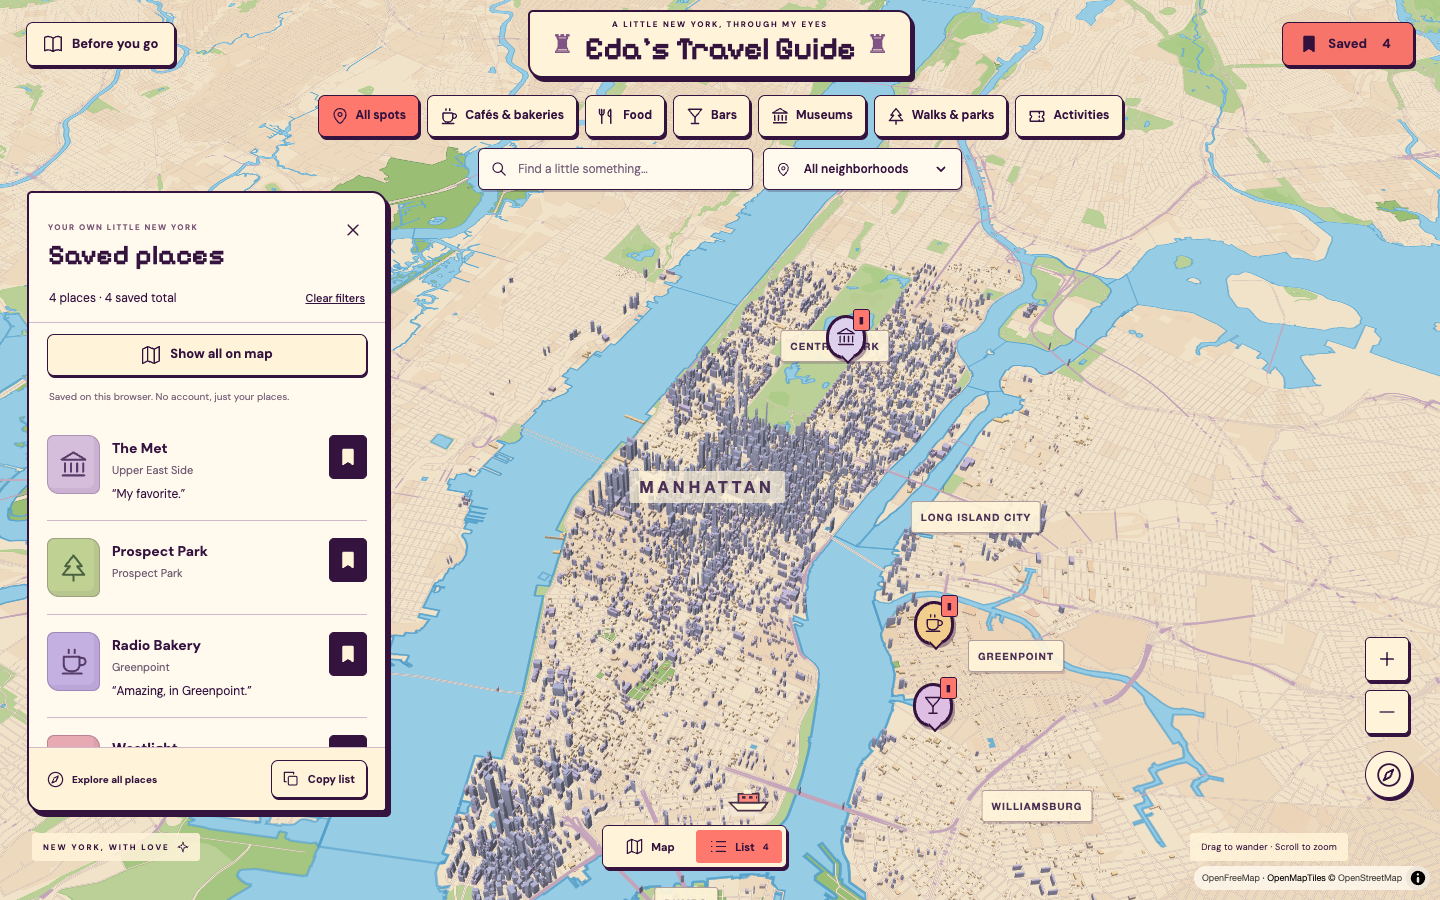 Before you go
A LITTLE NEW YORK, THROUGH MY EYES
Eda's Travel Guide
Saved 4
All spots
Cafés & bakeries
Food
Bars
Museums
Walks & parks
Activities
Find a little something...
All neighborhoods
YOUR OWN LITTLE NEW YORK
Saved places
4 places · 4 saved total
Clear filters
Show all on map
Saved on this browser. No account, just your places.
The Met
Upper East Side
“My favorite.”
Prospect Park
Prospect Park
Radio Bakery
Greenpoint
“Amazing, in Greenpoint.”
Westlight
Explore all places
Copy list
NEW YORK, WITH LOVE
MANHATTAN
LONG ISLAND CITY
GREENPOINT
WILLIAMSBURG
Map
List 4
Drag to wander · Scroll to zoom
OpenFreeMap · OpenMapTiles © OpenStreetMap